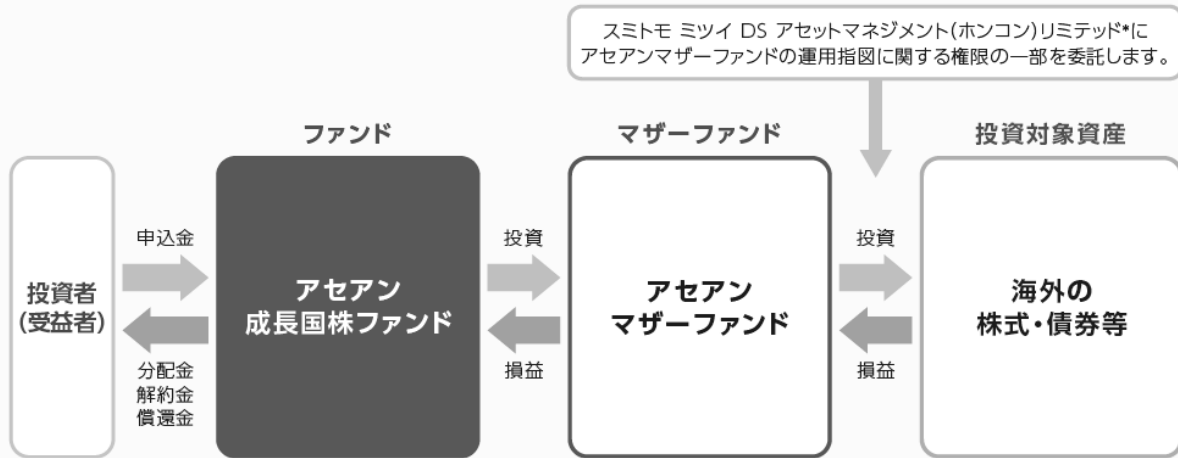 スミトモ ミツイ DS アセットマネジメント(ホンコン)リミテッド*に
アセアンマザーファンドの運用指図に関する権限の一部を委託します。
ファンド
マザーファンド
投資対象資産
投資者
(受益者)
申込金
分配金
解約金
償還金
アセアン
成長国株ファンド
投資
損益
アセアン
マザーファンド
投資
損益
海外の
株式・債券等